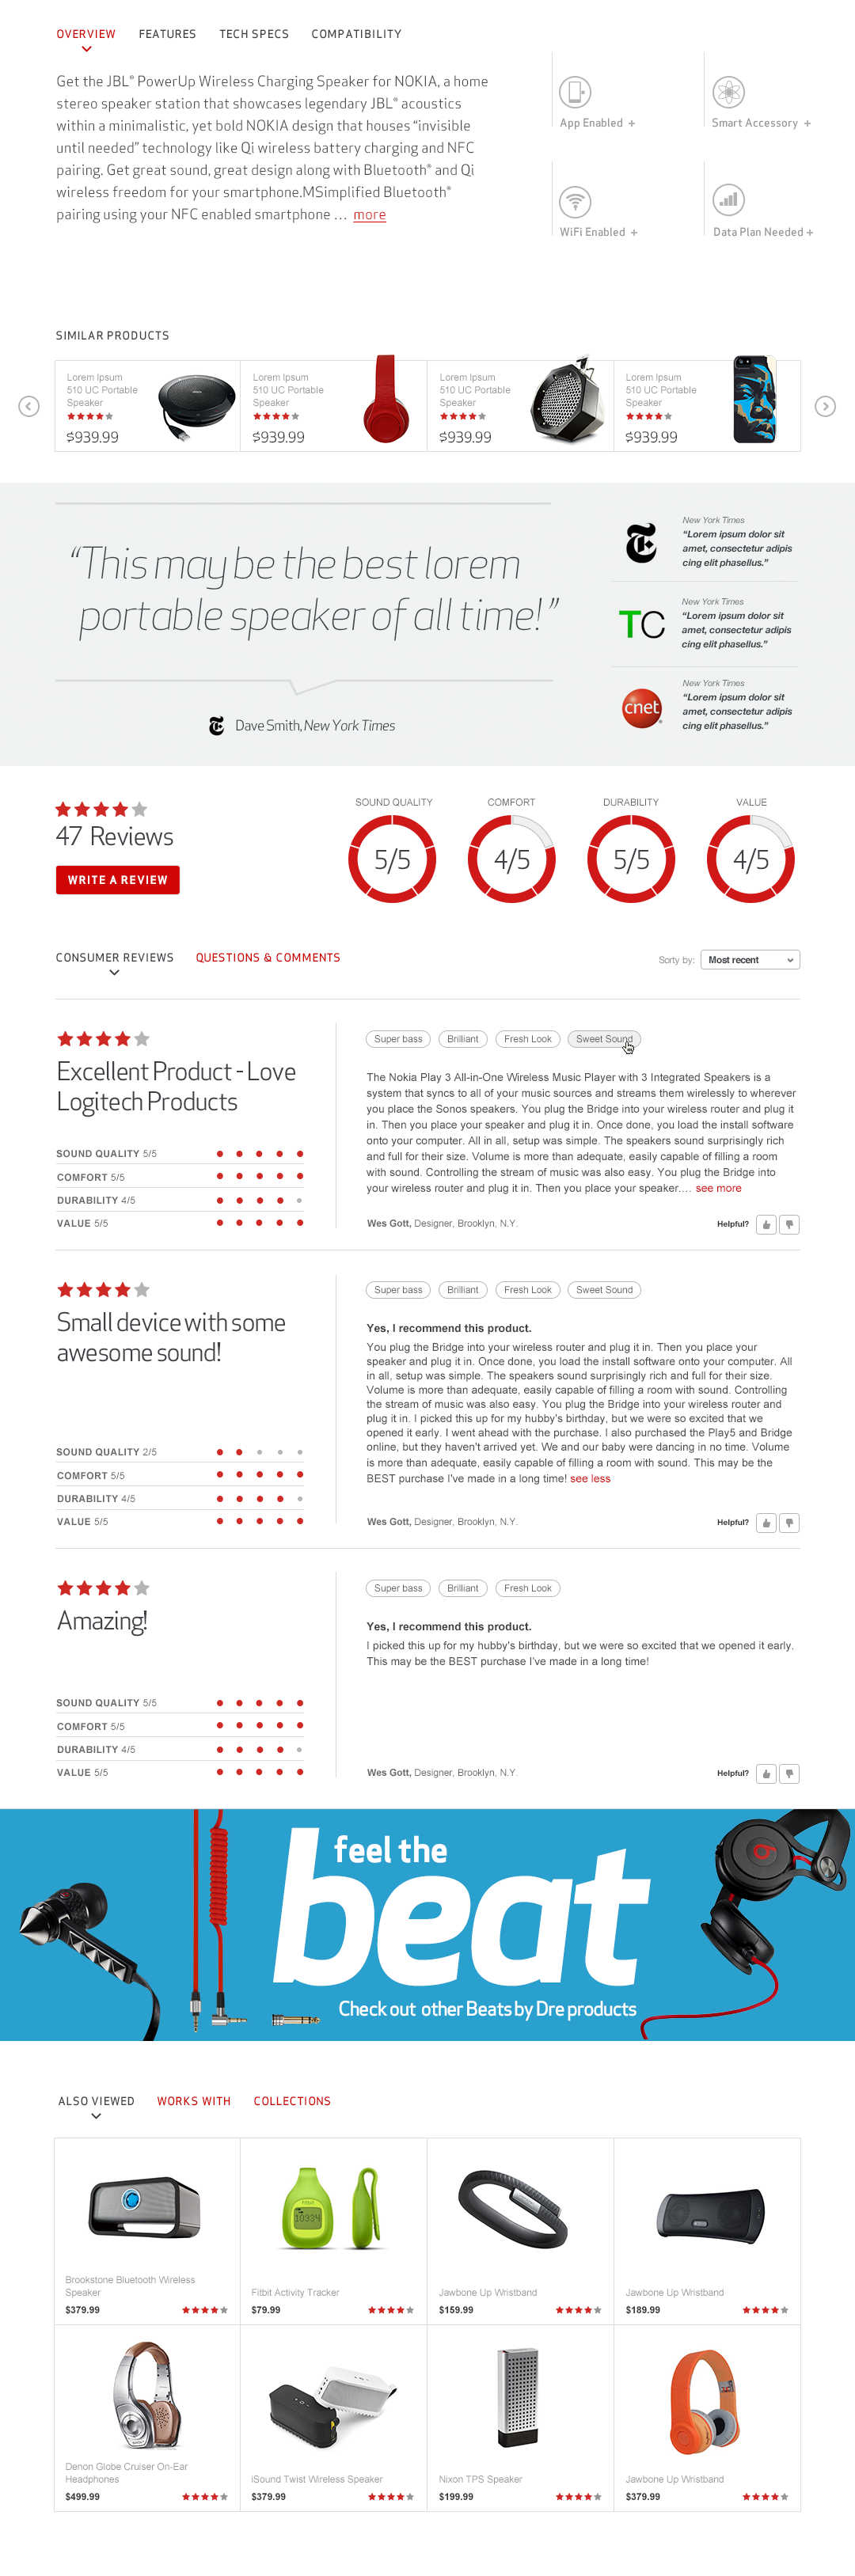 OVERVIEW FEATURES TECH SPECS COMPATIBILITY
Get the JBL® PowerUp Wireless Charging Speaker for NOKIA, a home
stereo speaker station that showcases legendary JBL® acoustics
within a minimalistic, yet bold NOKIA design that houses “invisible
until needed” technology like Qi wireless battery charging and NFC
pairing. Get great sound, great design along with Bluetooth® and Qi
wireless freedom for your smartphone.MSimplified Bluetooth®
pairing using your NFC enabled smartphone ... more
App Enabled +
Smart Accessory +
WiFi Enabled +
Data Plan Needed +
SIMILAR PRODUCTS
Lorem Ipsum
510 UC Portable
Speaker
$939.99
Lorem Ipsum
510 UC Portable
Speaker
$939.99
Lorem Ipsum
510 UC Portable
Speaker
$939.99
Lorem Ipsum
510 UC Portable
Speaker
$939.99
“This may be the best lorem
portable speaker of all time!”
Dave Smith, New York Times
New York Times
“Lorem ipsum dolor sit
amet, consectetur adipis
cing elit phasellus.”
TC
New York Times
“Lorem ipsum dolor sit
amet, consectetur adipis
cing elit phasellus.”
cnet
New York Times
“Lorem ipsum dolor sit
amet, consectetur adipis
cing elit phasellus.”
47 Reviews
WRITE A REVIEW
SOUND QUALITY
5/5
COMFORT
4/5
DURABILITY
5/5
VALUE
4/5
CONSUMER REVIEWS QUESTIONS & COMMENTS
Sorty by: Most recent
Excellent Product - Love
Logitech Products
SOUND QUALITY 5/5
COMFORT 5/5
DURABILITY 4/5
VALUE 5/5
Super bass Brilliant Fresh Look Sweet Sound
The Nokia Play 3 All-in-One Wireless Music Player with 3 Integrated Speakers is a
system that syncs to all of your music sources and streams them wirelessly to wherever
you place the Sonos speakers. You plug the Bridge into your wireless router and plug it
in. Then you place your speaker and plug it in. Once done, you load the install software
onto your computer. All in all, setup was simple. The speakers sound surprisingly rich
and full for their size. Volume is more than adequate, easily capable of filling a room
with sound. Controlling the stream of music was also easy. You plug the Bridge into
your wireless router and plug it in. Then you place your speaker.... see more
Wes Gott, Designer, Brooklyn, N.Y.
Helpful?
Small device with some
awesome sound!
SOUND QUALITY 2/5
COMFORT 5/5
DURABILITY 4/5
VALUE 5/5
Super bass Brilliant Fresh Look Sweet Sound
Yes, I recommend this product.
You plug the Bridge into your wireless router and plug it in. Then you place your
speaker and plug it in. Once done, you load the install software onto your computer. All
in all, setup was simple. The speakers sound surprisingly rich and full for their size.
Volume is more than adequate, easily capable of filling a room with sound. Controlling
the stream of music was also easy. You plug the Bridge into your wireless router and
plug it in. I picked this up for my hubby's birthday, but we were so excited that we
opened it early. I went ahead with the purchase. I also purchased the Play5 and Bridge
online, but they haven't arrived yet. We and our baby were dancing in no time. Volume
is more than adequate, easily capable of filling a room with sound. This may be the
BEST purchase I've made in a long time! see less
Wes Gott, Designer, Brooklyn, N.Y.
Helpful?
Amazing!
SOUND QUALITY 5/5
COMFORT 5/5
DURABILITY 4/5
VALUE 5/5
Super bass Brilliant Fresh Look
Yes, I recommend this product.
I picked this up for my hubby's birthday, but we were so excited that we opened it early.
This may be the BEST purchase I've made in a long time!
Wes Gott, Designer, Brooklyn, N.Y.
Helpful?
feel the
beat
Check out other Beats by Dre products
ALSO VIEWED WORKS WITH COLLECTIONS
Brookstone Bluetooth Wireless
Speaker
$379.99
10934
Fitbit Activity Tracker
$79.99
Jawbone Up Wristband
$159.99
Jawbone Up Wristband
$189.99
Denon Globe Cruiser On-Ear
Headphones
$499.99
iSound Twist Wireless Speaker
$379.99
Nixon TPS Speaker
$199.99
Jawbone Up Wristband
$379.99